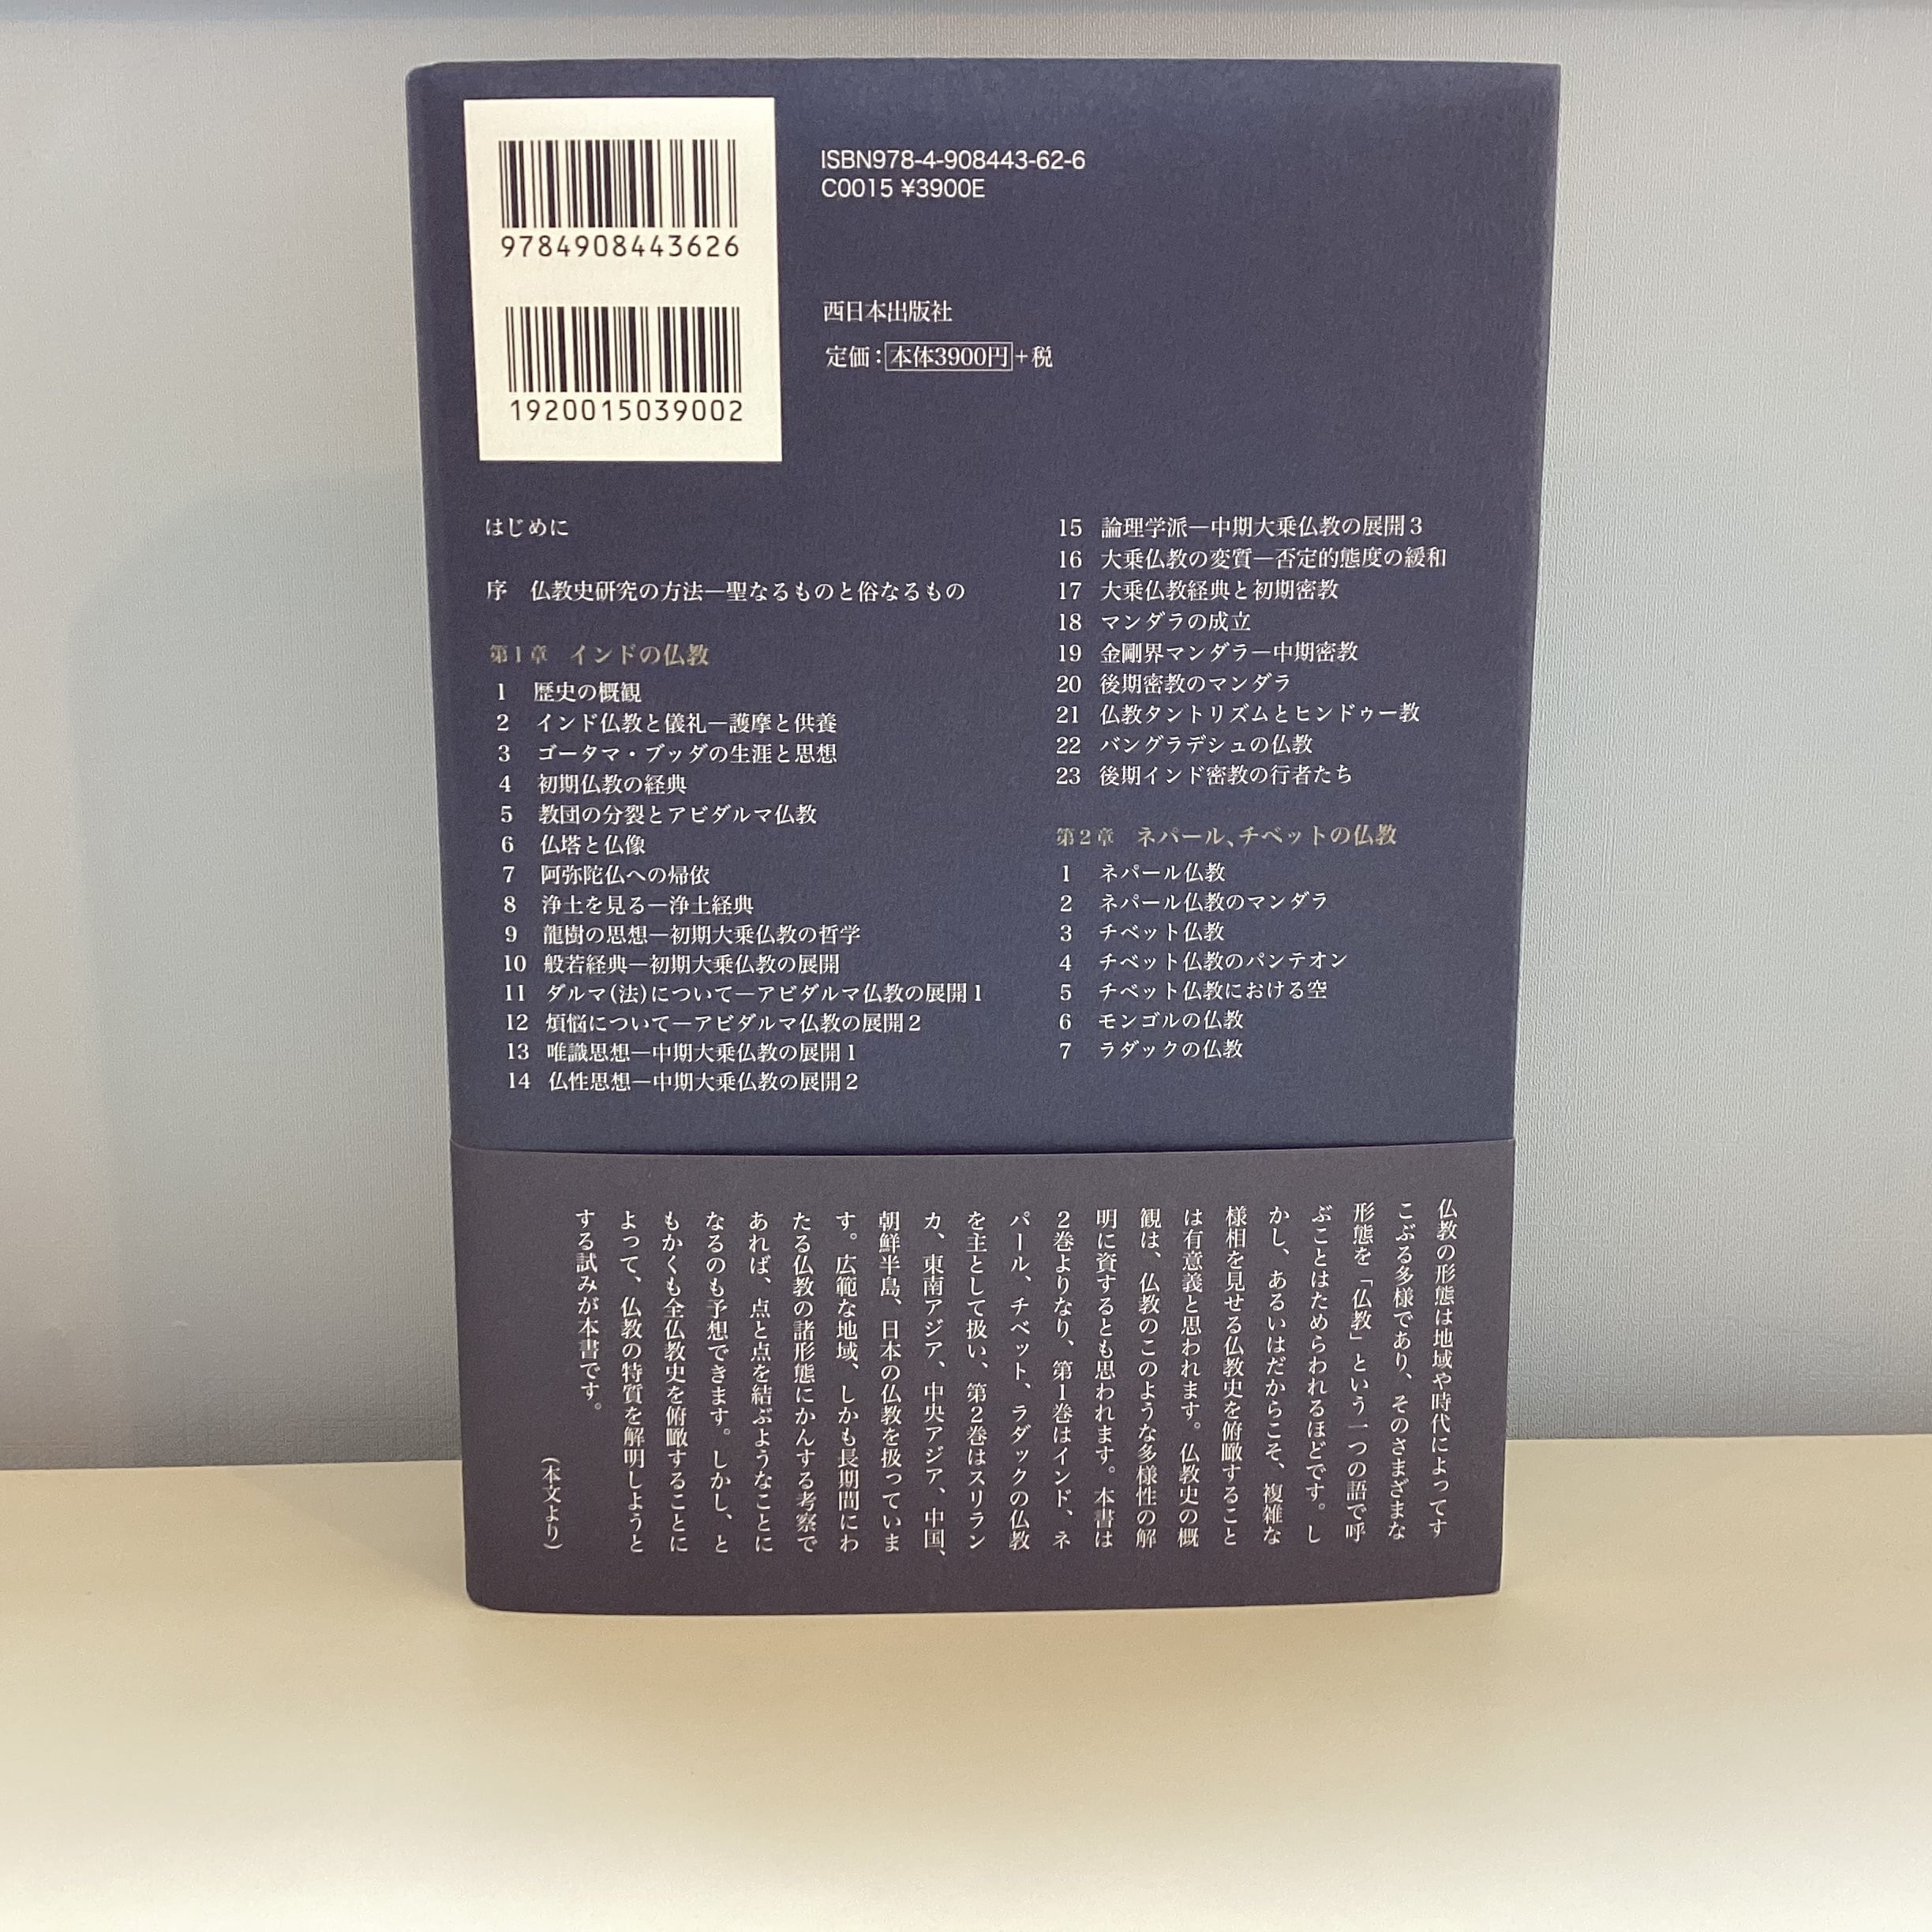 9784908443626
1920015039002
ISBN978-4-908443-62-6
C0015 ¥3900E
西日本出版社
定価：本体3900円＋税
はじめに
序 仏教史研究の方法―聖なるものと俗なるもの
第1章 インドの仏教
1 歴史の概観
2 インド仏教と儀礼―護摩と供養
3 ゴータマ・ブッダの生涯と思想
4 初期仏教の経典
5 教団の分裂とアビダルマ仏教
6 仏塔と仏像
7 阿弥陀仏への帰依
8 浄土を見る―浄土経典
9 龍樹の思想―初期大乗仏教の哲学
10 般若経典―初期大乗仏教の展開
11 ダルマ(法)について―アビダルマ仏教の展開1
12 煩悩について―アビダルマ仏教の展開2
13 唯識思想―中期大乗仏教の展開1
14 仏性思想―中期大乗仏教の展開2
15 論理学派―中期大乗仏教の展開3
16 大乗仏教の変質―否定的態度の緩和
17 大乗仏教経典と初期密教
18 マンダラの成立
19 金剛界マンダラ―中期密教
20 後期密教のマンダラ
21 仏教タントリズムとヒンドゥー教
22 バングラデシュの仏教
23 後期インド密教の行者たち
第2章 ネパール、チベットの仏教
1 ネパール仏教
2 ネパール仏教のマンダラ
3 チベット仏教
4 チベット仏教のパンテオン
5 チベット仏教における空
6 モンゴルの仏教
7 ラダックの仏教
仏教の形態は地域や時代によってす
こぶる多様であり、そのさまざまな
形態を「仏教」という一つの語で呼
ぶことはためらわれるほどです。し
かし、あるいはだからこそ、複雑な
様相を見せる仏教史を俯瞰すること
は有意義と思われます。仏教史の概
観は、仏教のこのような多様性の解
明に資するとも思われます。本書は
2巻よりなり、第1巻はインド、ネ
パール、チベット、ラダックの仏教
を主として扱い、第2巻はスリラン
カ、東南アジア、中央アジア、中国、
朝鮮半島、日本の仏教を扱っていま
す。広範な地域、しかも長期間にわ
たる仏教の諸形態にかんする考察で
あれば、点と点を結ぶようなことに
なるのも予想できます。しかし、と
もかくも全仏教史を俯瞰することに
よって、仏教の特質を解明しようと
する試みが本書です。
(本文より)